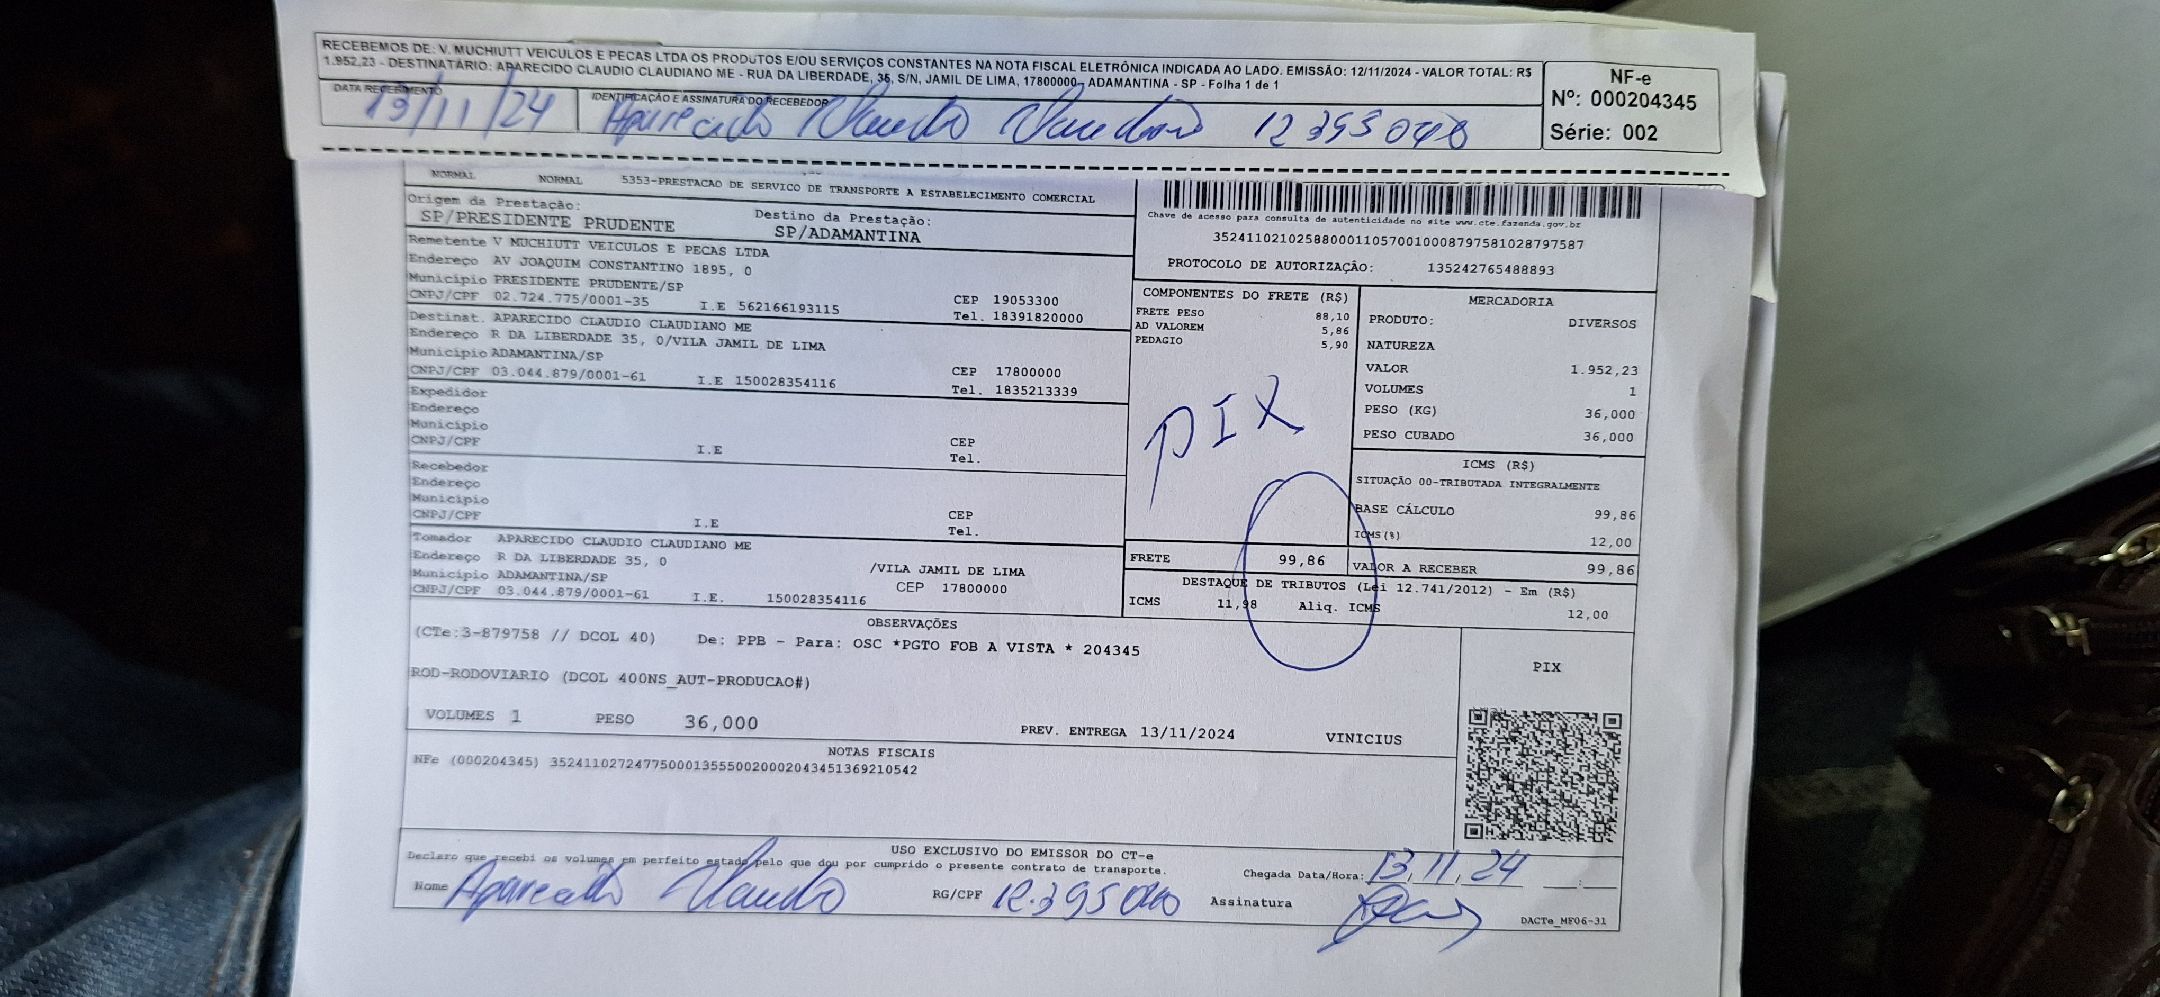 RECEBEMOS DE: V. MUCHIUTT VEICULOS E PECAS LTDA OS PRODUTOS E/OU SERVIÇOS CONSTANTES NA NOTA FISCAL ELETRÔNICA INDICADA AO LADO. EMISSÃO: 12/11/2024 - VALOR TOTAL: R$
1.952,23 - DESTINATÁRIO: APARECIDO CLAUDIO CLAUDIANO ME - RUA DA LIBERDADE, 35, S/N, JAMIL DE LIMA, 17800000 - ADAMANTINA - SP - Folha 1 de 1
NF-e
Nº: 000204345
Série: 002
DATA RECEBIMENTO
13/11/24
IDENTIFICAÇÃO E ASSINATURA DO RECEBEDOR
Aparecido Claudio Claudiano 12395048
NORMAL NORMAL 5353-PRESTACAO DE SERVICO DE TRANSPORTE A ESTABELECIMENTO COMERCIAL
Origem da Prestação:
SP/PRESIDENTE PRUDENTE
Destino da Prestação:
SP/ADAMANTINA
Remetente V MUCHIUTT VEICULOS E PECAS LTDA
Endereço AV JOAQUIM CONSTANTINO 1895, 0
Município PRESIDENTE PRUDENTE/SP
CEP 19053300
CNPJ/CPF 02.724.775/0001-35 I.E 562166193115 Tel. 18391820000
Destinat. APARECIDO CLAUDIO CLAUDIANO ME
Endereço R DA LIBERDADE 35, 0/VILA JAMIL DE LIMA
Município ADAMANTINA/SP
CEP 17800000
CNPJ/CPF 03.044.879/0001-61 I.E 150028354116 Tel. 1835213339
Expedidor
Endereço
Município
CEP
CNPJ/CPF I.E Tel.
Recebedor
Endereço
Município
CEP
CNPJ/CPF I.E Tel.
Tomador APARECIDO CLAUDIO CLAUDIANO ME
Endereço R DA LIBERDADE 35, 0 /VILA JAMIL DE LIMA
Município ADAMANTINA/SP CEP 17800000
CNPJ/CPF 03.044.879/0001-61 I.E. 150028354116
Chave de acesso para consulta de autenticidade no site www.cte.fazenda.gov.br
35241102102588000110570010008797581028797587
PROTOCOLO DE AUTORIZAÇÃO: 135242765488893
COMPONENTES DO FRETE (R$)
FRETE PESO 88,10
AD VALOREM 5,86
PEDAGIO 5,90
PIX
FRETE 99,86
MERCADORIA
PRODUTO: DIVERSOS
NATUREZA
VALOR 1.952,23
VOLUMES 1
PESO (KG) 36,000
PESO CUBADO 36,000
ICMS (R$)
SITUAÇÃO 00-TRIBUTADA INTEGRALMENTE
BASE CÁLCULO 99,86
ICMS(%) 12,00
VALOR A RECEBER 99,86
DESTAQUE DE TRIBUTOS (Lei 12.741/2012) - Em (R$)
ICMS 11,98 Aliq. ICMS 12,00
OBSERVAÇÕES
(CTe:3-879758 // DCOL 40) De: PPB - Para: OSC *PGTO FOB A VISTA * 204345
ROD-RODOVIARIO (DCOL 400NS_AUT-PRODUCAO#)
VOLUMES 1 PESO 36,000 PREV. ENTREGA 13/11/2024 VINICIUS
PIX
NOTAS FISCAIS
NFe (000204345) 35241102724775000135550020002043451369210542
USO EXCLUSIVO DO EMISSOR DO CT-e
Declaro que recebi os volumes em perfeito estado pelo que dou por cumprido o presente contrato de transporte.
Chegada Data/Hora: 13,11,24
Nome Aparecido Claudio RG/CPF 12.395 Assinatura
DACTe_MF06-31